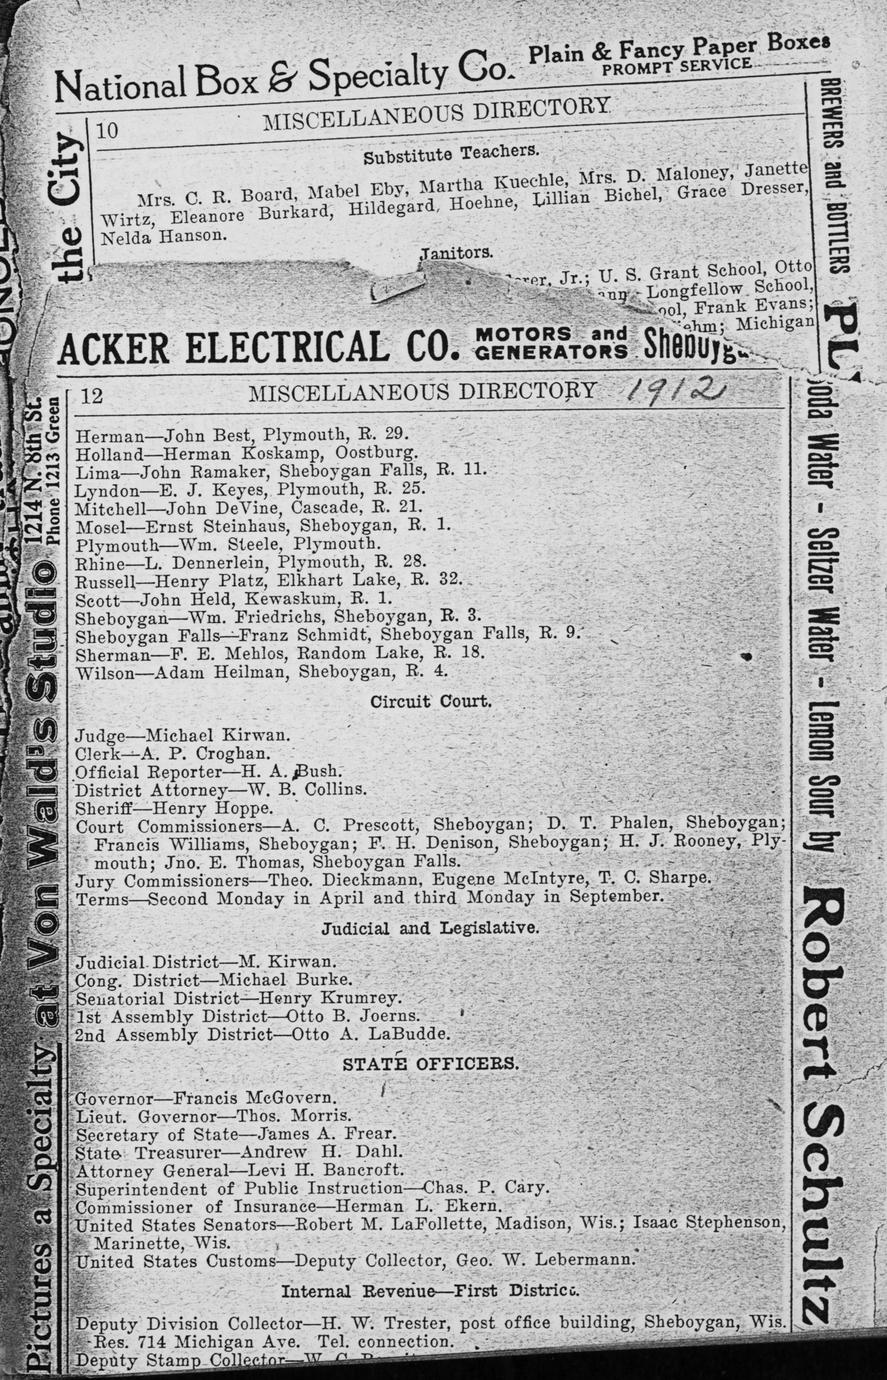 National Box & Specialty Co. Plain & Fancy Paper Boxes
PROMPT SERVICE
10 MISCELLANEOUS DIRECTORY
Substitute Teachers.
Mrs. C. R. Board, Mabel Eby, Martha Kuechle, Mrs. D. Maloney, Janette
Wirtz, Eleanore Burkard, Hildegard Hoehne, Lillian Bichel, Grace Dresser,
Nelda Hanson.
Janitors.
Jr.; U. S. Grant School, Otto
Longfellow School,
Frank Evans;
Michigan
the City
BREWERS and BOTTLERS
ACKER ELECTRICAL CO. MOTORS and
GENERATORS
12 MISCELLANEOUS DIRECTORY 1912
Herman—John Best, Plymouth, R. 29.
Holland—Herman Koskamp, Oostburg.
Lima—John Ramaker, Sheboygan Falls, R. 11.
Lyndon—E. J. Keyes, Plymouth, R. 25.
Mitchell—John DeVine, Cascade, R. 21.
Mosel—Ernst Steinhaus, Sheboygan, R. 1.
Plymouth—Wm. Steele, Plymouth.
Rhine—L. Dennerlein, Plymouth, R. 28.
Russell—Henry Platz, Elkhart Lake, R. 32.
Scott—John Held, Kewaskum, R. 1.
Sheboygan—Wm. Friedrichs, Sheboygan, R. 3.
Sheboygan Falls—Franz Schmidt, Sheboygan Falls, R. 9.
Sherman—F. E. Mehlos, Random Lake, R. 18.
Wilson—Adam Heilman, Sheboygan, R. 4.
Circuit Court.
Judge—Michael Kirwan.
Clerk—A. P. Croghan.
Official Reporter—H. A. Bush.
District Attorney—W. B. Collins.
Sheriff—Henry Hoppe.
Court Commissioners—A. C. Prescott, Sheboygan; D. T. Phalen, Sheboygan;
Francis Williams, Sheboygan; F. H. Denison, Sheboygan; H. J. Rooney, Ply-
mouth; Jno. E. Thomas, Sheboygan Falls.
Jury Commissioners—Theo. Dieckmann, Eugene McIntyre, T. C. Sharpe.
Terms—Second Monday in April and third Monday in September.
Judicial and Legislative.
Judicial District—M. Kirwan.
Cong. District—Michael Burke.
Senatorial District—Henry Krumrey.
1st Assembly District—Otto B. Joerns.
2nd Assembly District—Otto A. LaBudde.
STATE OFFICERS.
Governor—Francis McGovern.
Lieut. Governor—Thos. Morris.
Secretary of State—James A. Frear.
State Treasurer—Andrew H. Dahl.
Attorney General—Levi H. Bancroft.
Superintendent of Public Instruction—Chas. P. Cary.
Commissioner of Insurance—Herman L. Ekern.
United States Senators—Robert M. LaFollette, Madison, Wis.; Isaac Stephenson,
Marinette, Wis.
United States Customs—Deputy Collector, Geo. W. Lebermann.
Internal Revenue—First District.
Deputy Division Collector—H. W. Trester, post office building, Sheboygan, Wis.
Res. 714 Michigan Ave. Tel. connection.
Deputy Stamp Collector—W. C.
Pictures a Specialty at Von Wald's Studio 1214 N. 8th St.
Phone 1213 Green
Soda Water - Seltzer Water - Lemon Sour by Robert Schultz